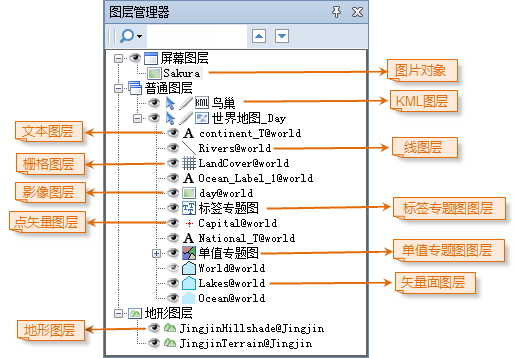 图层管理器
屏幕图层
Sakura
图片对象
普通图层
KML 鸟巢
KML图层
世界地图_Day
文本图层
A continent_T@world
Rivers@world
线图层
栅格图层
LandCover@world
A Ocean_Label_1@world
影像图层
day@world
标签专题图
标签专题图图层
点矢量图层
Capital@world
A National_T@world
单值专题图
单值专题图图层
World@world
Lakes@world
矢量面图层
Ocean@world
地形图层
地形图层
JingjinHillshade@Jingjin
JingjinTerrain@Jingjin